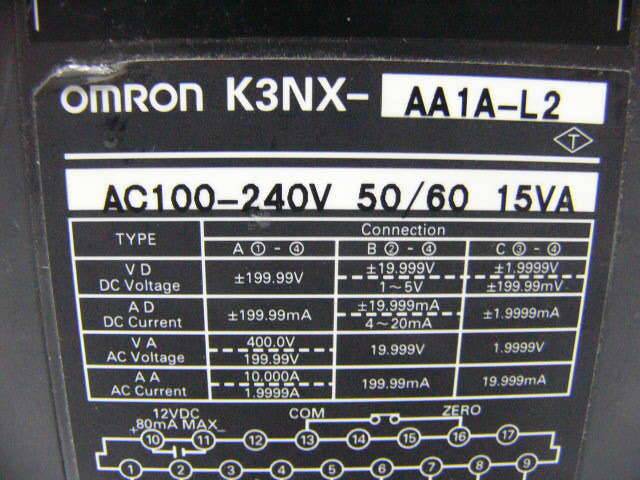 OMRON K3NX- AA1A-L2
T
AC100-240V 50/60 15VA
TYPE Connection
A ①-④ B ②-④ C ③-④
VD DC Voltage ±199.99V ±19.999V 1~5V ±1.9999V ±199.99mV
AD DC Current ±199.99mA ±19.999mA 4~20mA ±1.9999mA
VA AC Voltage 400.0V 199.99V 19.999V 1.9999V
AA AC Current 10.000A 1.9999A 199.99mA 19.999mA
12VDC COM ZERO
+80mA MAX-
10 11 12 13 14 15 16 17
1 2 3 4 5 6 7 8 9